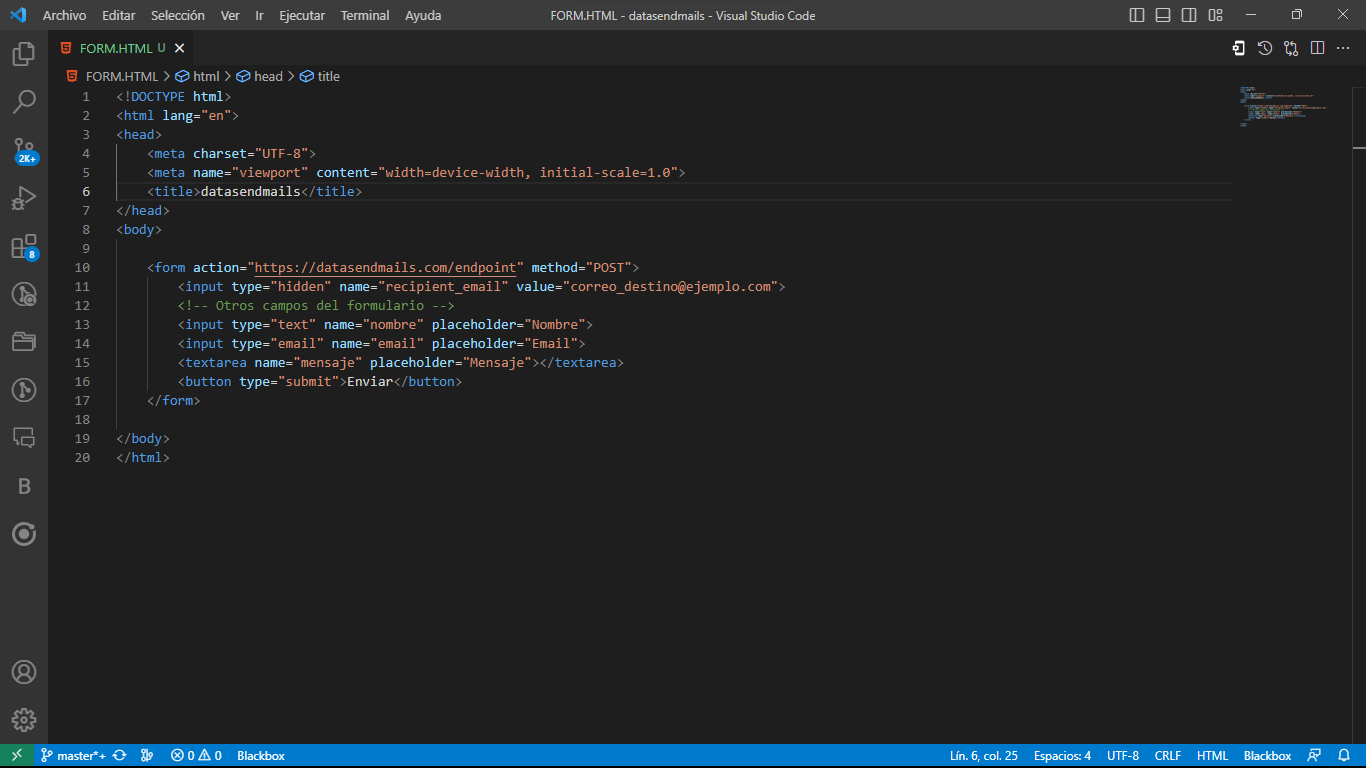 Archivo Editar Selección Ver Ir Ejecutar Terminal Ayuda FORM.HTML - datasendmails - Visual Studio Code
FORM.HTML U
FORM.HTML > html > head > title
1 <!DOCTYPE html>
2 <html lang="en">
3 <head>
4 <meta charset="UTF-8">
5 <meta name="viewport" content="width=device-width, initial-scale=1.0">
6 <title>datasendmails</title>
7 </head>
8 <body>
9
10 <form action="https://datasendmails.com/endpoint" method="POST">
11 <input type="hidden" name="recipient_email" value="correo_destino@ejemplo.com">
12 <!-- Otros campos del formulario -->
13 <input type="text" name="nombre" placeholder="Nombre">
14 <input type="email" name="email" placeholder="Email">
15 <textarea name="mensaje" placeholder="Mensaje"></textarea>
16 <button type="submit">Enviar</button>
17 </form>
18
19 </body>
20 </html>
2K+
8
B
master*+ 0 0 Blackbox Lín. 6, col. 25 Espacios: 4 UTF-8 CRLF HTML Blackbox